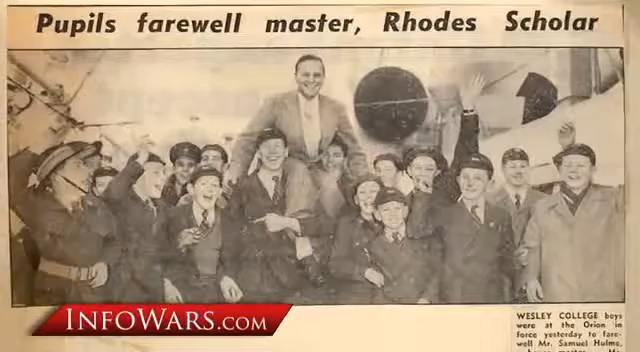 Pupils farewell master, Rhodes Scholar
INFOWARS.COM
WESLEY COLLEGE boys
were at the Orion in
force yesterday to fare-
well Mr. Samuel Hulme,